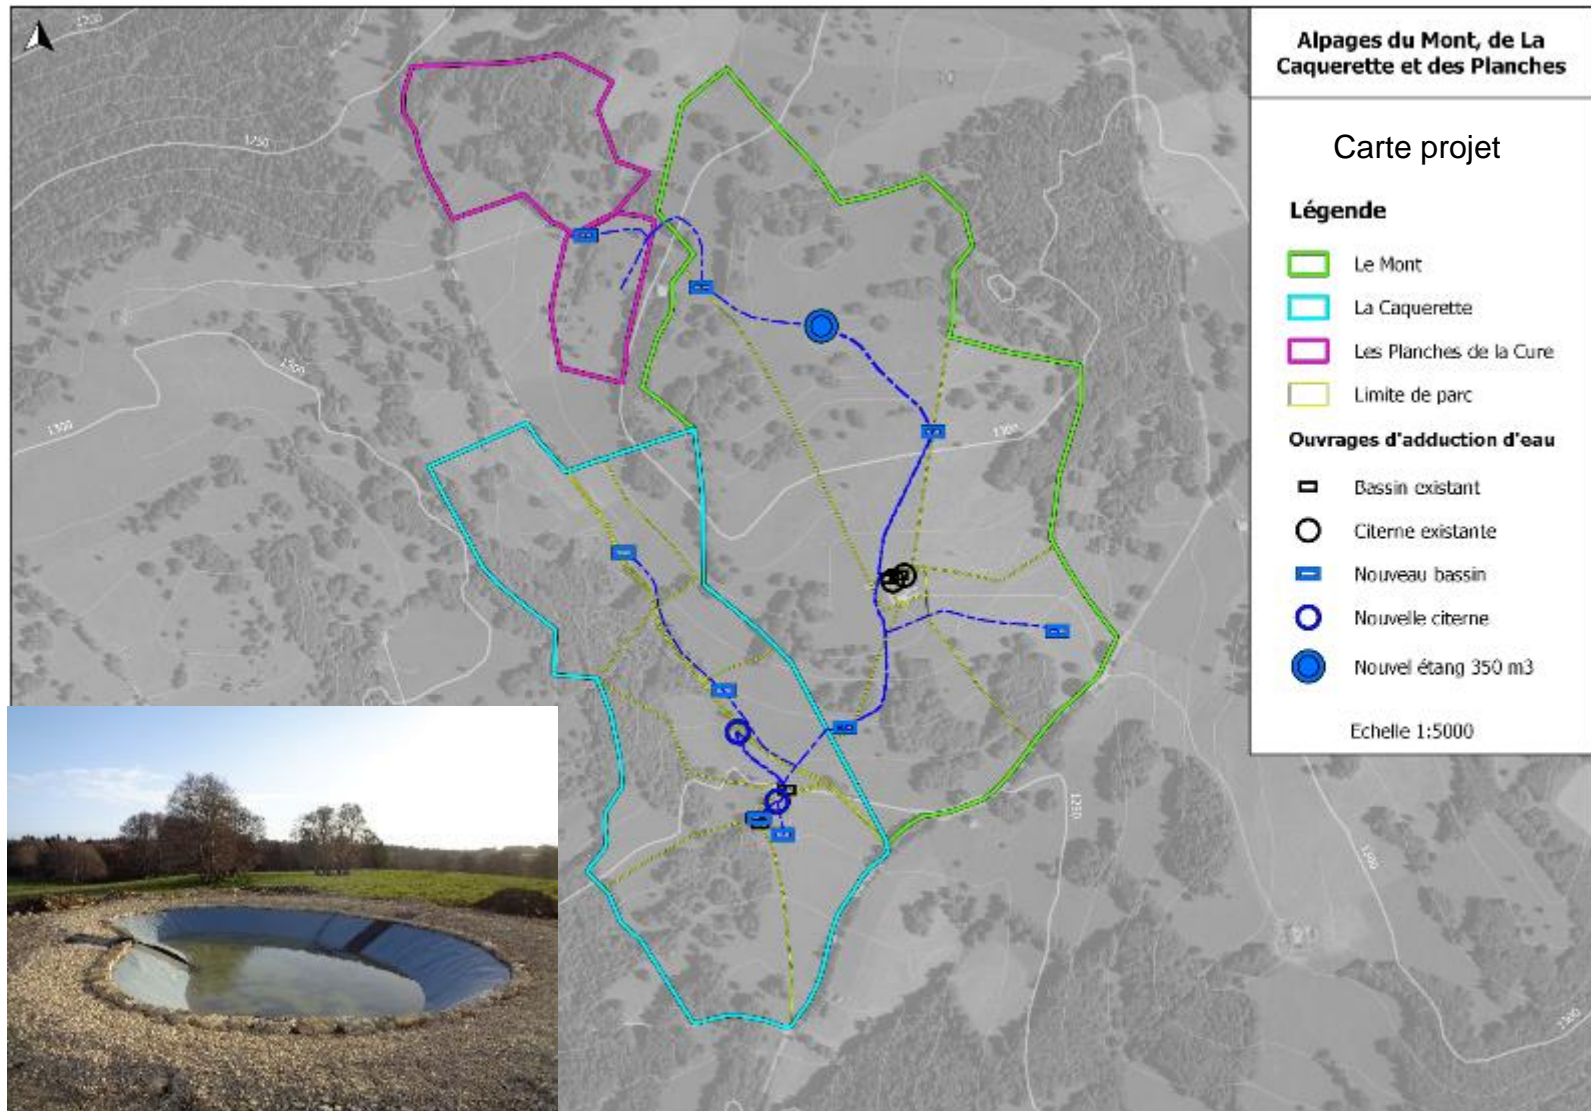 Alpages du Mont, de La
Caquerette et des Planches
Carte projet
Légende
Le Mont
La Caquerette
Les Planches de la Cure
Limite de parc
Ouvrages d'adduction d'eau
Bassin existant
Citerne existante
Nouveau bassin
Nouvelle citerne
Nouvel étang 350 m3
Echelle 1:5000
1250
1300
1300
1300
1300
1300